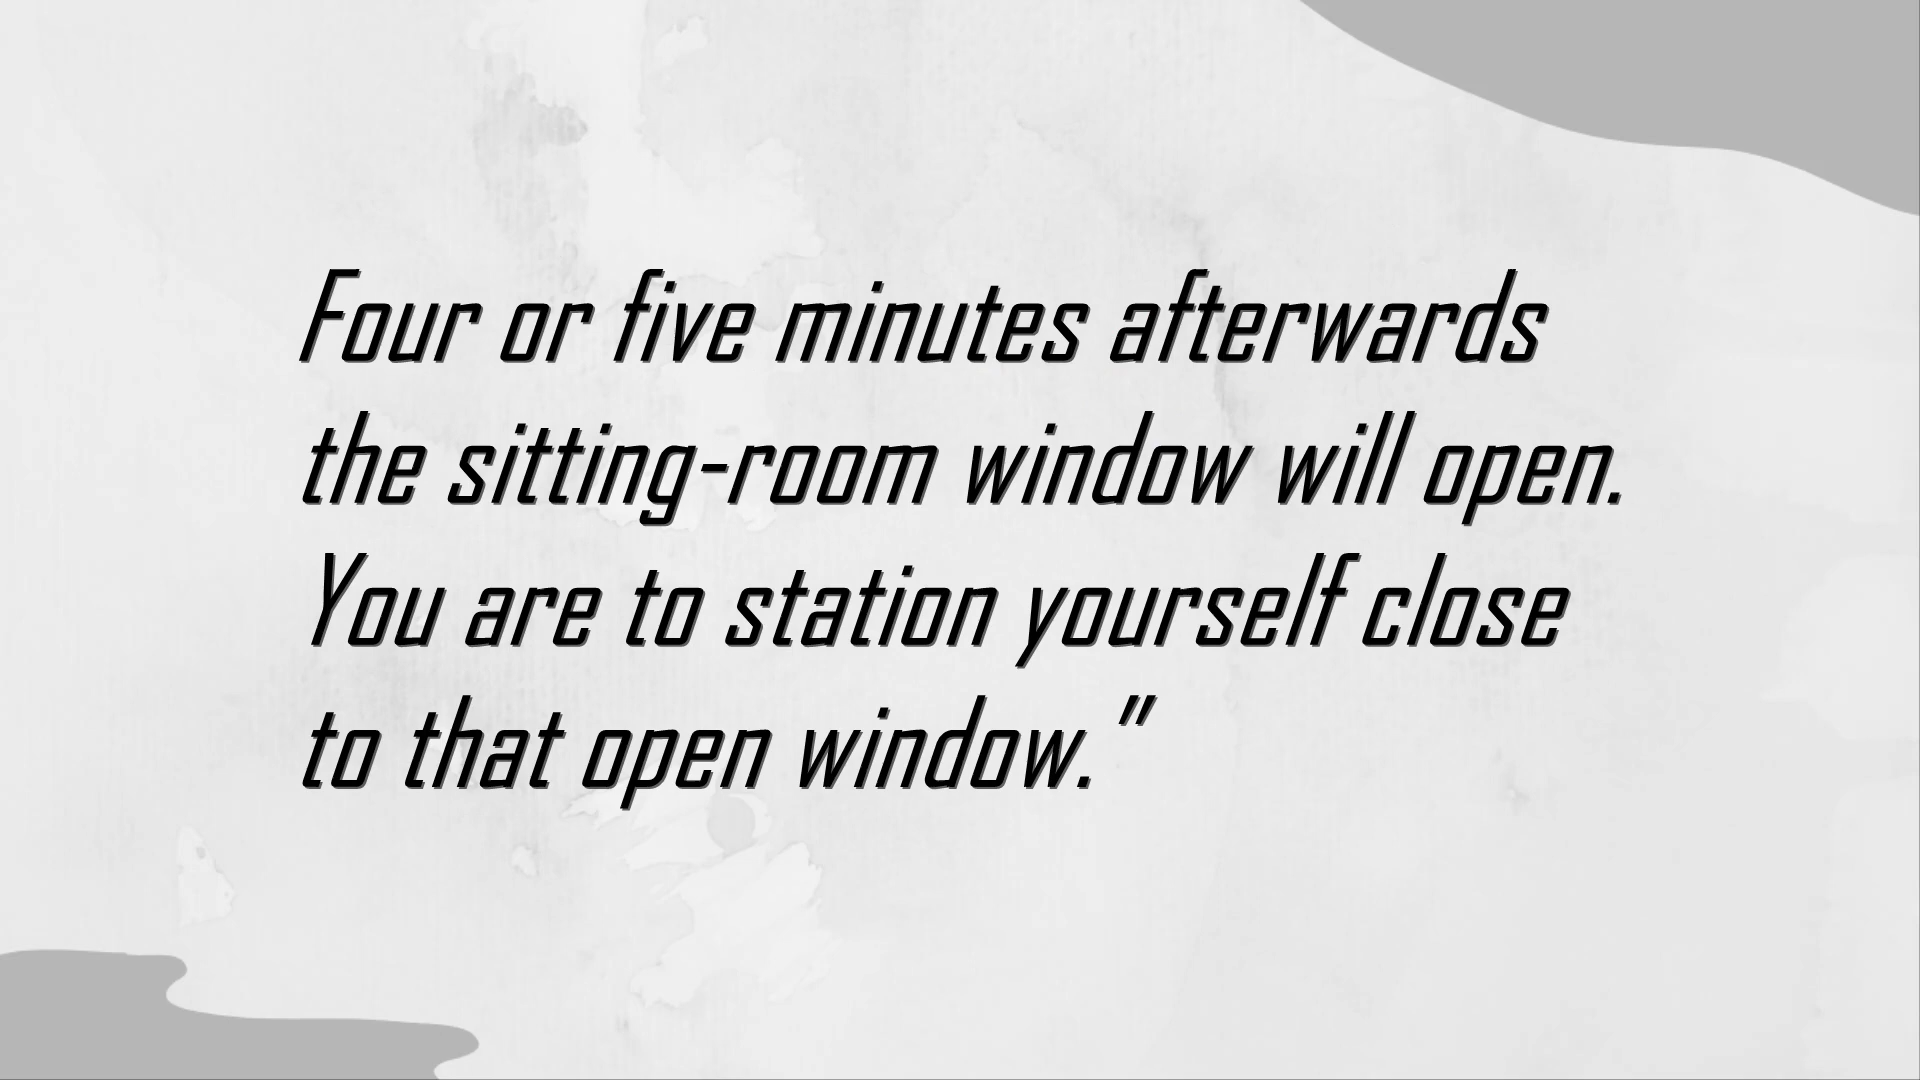 Four or five minutes afterwards
the sitting-room window will open.
You are to station yourself close
to that open window.”